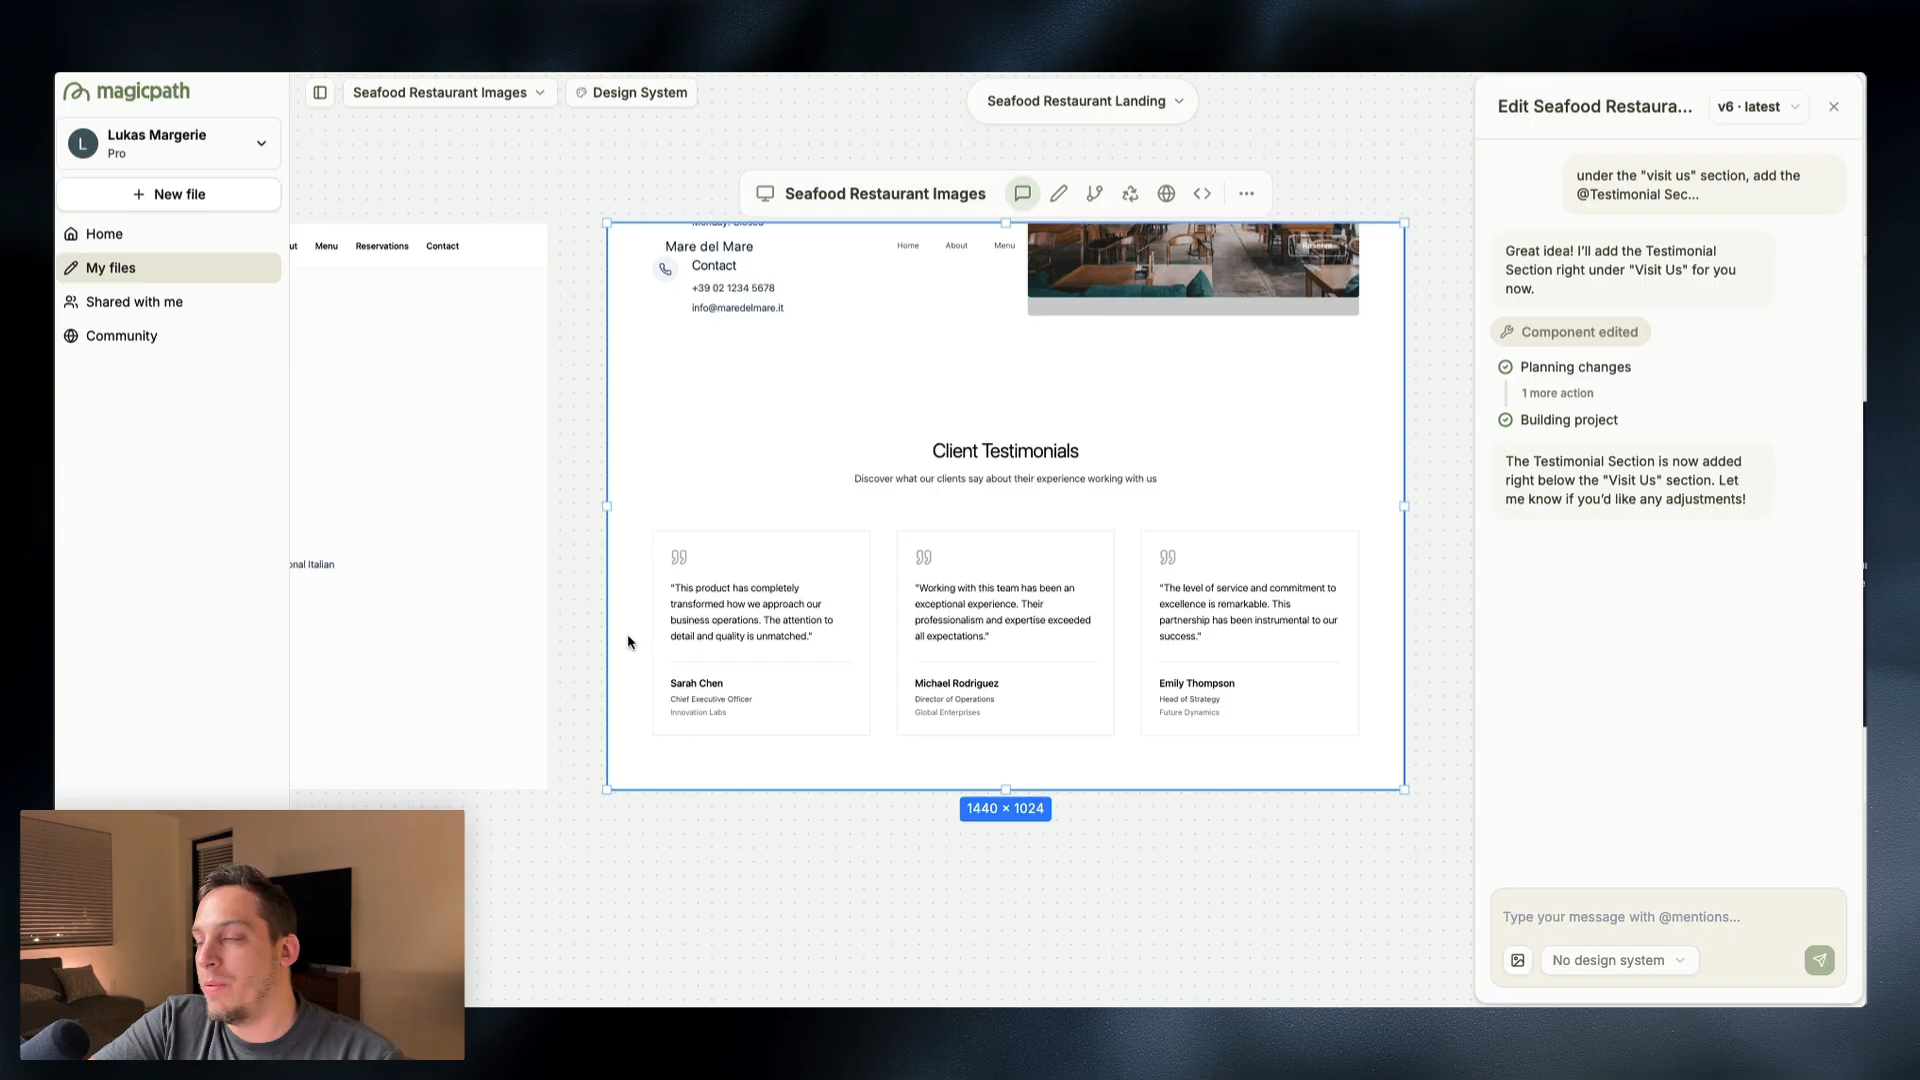 magicpath
L
Lukas Margerie
Pro
New file
Home
My files
Shared with me
Community
Seafood Restaurant Images
Design System
Seafood Restaurant Landing
ut Menu Reservations Contact
onal Italian
Seafood Restaurant Images
Monday: Closed
Mare del Mare
Home About Menu
Reserve
Contact
+39 02 1234 5678
info@maredelmare.it
Client Testimonials
Discover what our clients say about their experience working with us
"This product has completely
transformed how we approach our
business operations. The attention to
detail and quality is unmatched."
Sarah Chen
Chief Executive Officer
Innovation Labs
"Working with this team has been an
exceptional experience. Their
professionalism and expertise exceeded
all expectations."
Michael Rodriguez
Director of Operations
Global Enterprises
"The level of service and commitment to
excellence is remarkable. This
partnership has been instrumental to our
success."
Emily Thompson
Head of Strategy
Future Dynamics
1440 × 1024
Edit Seafood Restaura...
v6 · latest
under the "visit us" section, add the
@Testimonial Sec...
Great idea! I'll add the Testimonial
Section right under "Visit Us" for you
now.
Component edited
Planning changes
1 more action
Building project
The Testimonial Section is now added
right below the "Visit Us" section. Let
me know if you'd like any adjustments!
Type your message with @mentions...
No design system